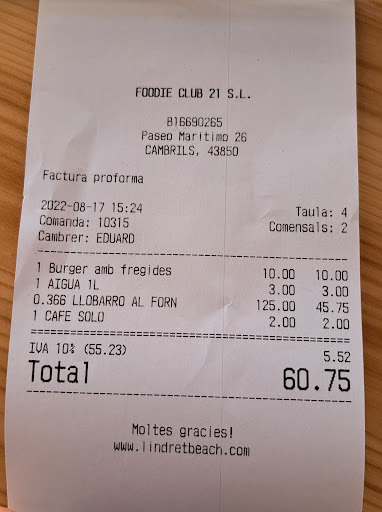 FOODIE CLUB 21 S.L.
B16690265
Paseo Maritimo 26
CAMBRILS, 43850
Factura proforma
2022-08-17 15:24 Taula: 4
Comanda: 10315 Comensals: 2
Cambrer: EDUARD
1 Burger amb fregides 10.00 10.00
1 AIGUA 1L 3.00 3.00
0.366 LLOBARRO AL FORN 125.00 45.75
1 CAFE SOLO 2.00 2.00
IVA 10% (55.23) 5.52
Total 60.75
Moltes gracies!
www.lindretbeach.com